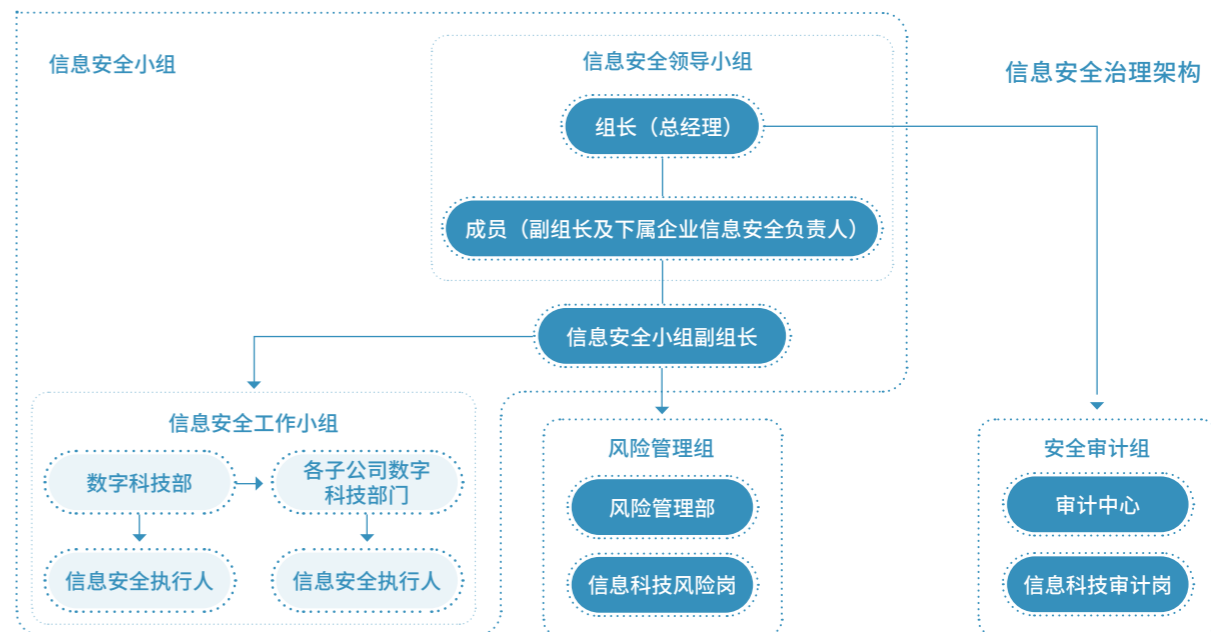 信息安全小组
信息安全领导小组
信息安全治理架构
组长（总经理）
成员（副组长及下属企业信息安全负责人）
信息安全小组副组长
信息安全工作小组
数字科技部
各子公司数字
科技部门
信息安全执行人
信息安全执行人
风险管理组
风险管理部
信息科技风险岗
安全审计组
审计中心
信息科技审计岗